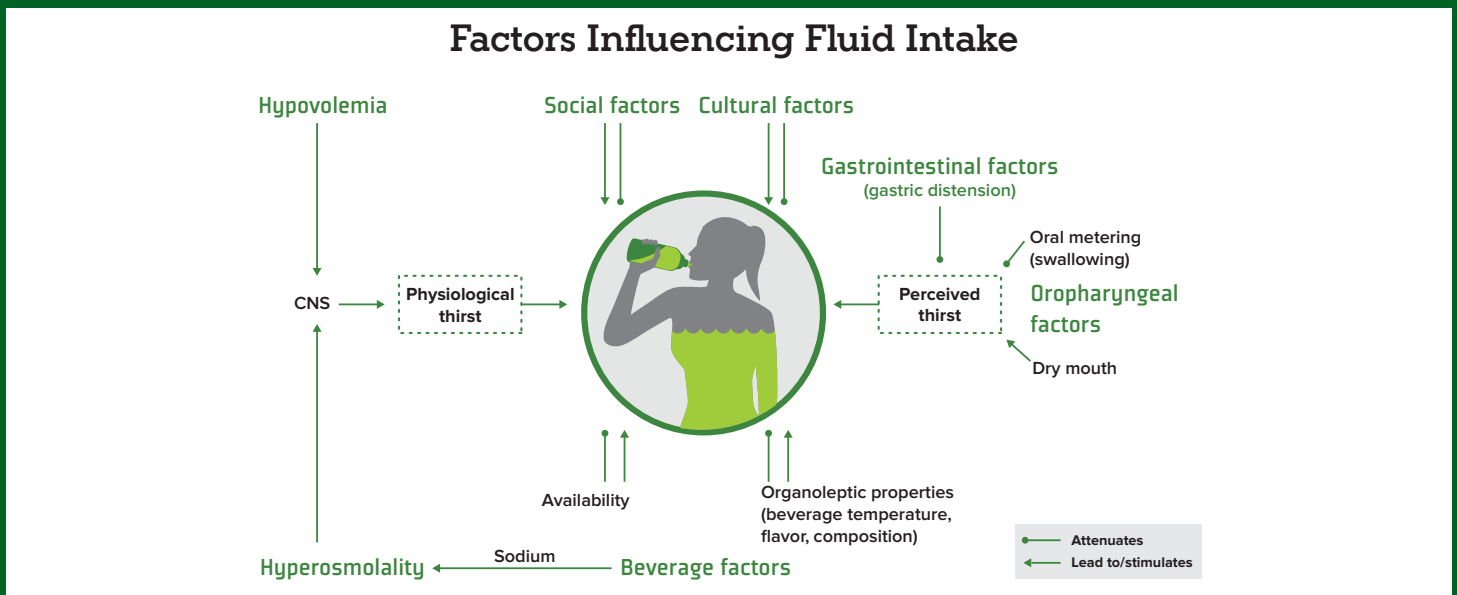 Factors Influencing Fluid Intake
Hypovolemia
Social factors
Cultural factors
Gastrointestinal factors
(gastric distension)
Oral metering
(swallowing)
CNS
Physiological
thirst
Perceived
thirst
Oropharyngeal
factors
Dry mouth
Availability
Organoleptic properties
(beverage temperature,
flavor, composition)
Hyperosmolality
Sodium
Beverage factors
Attenuates
Lead to/stimulates